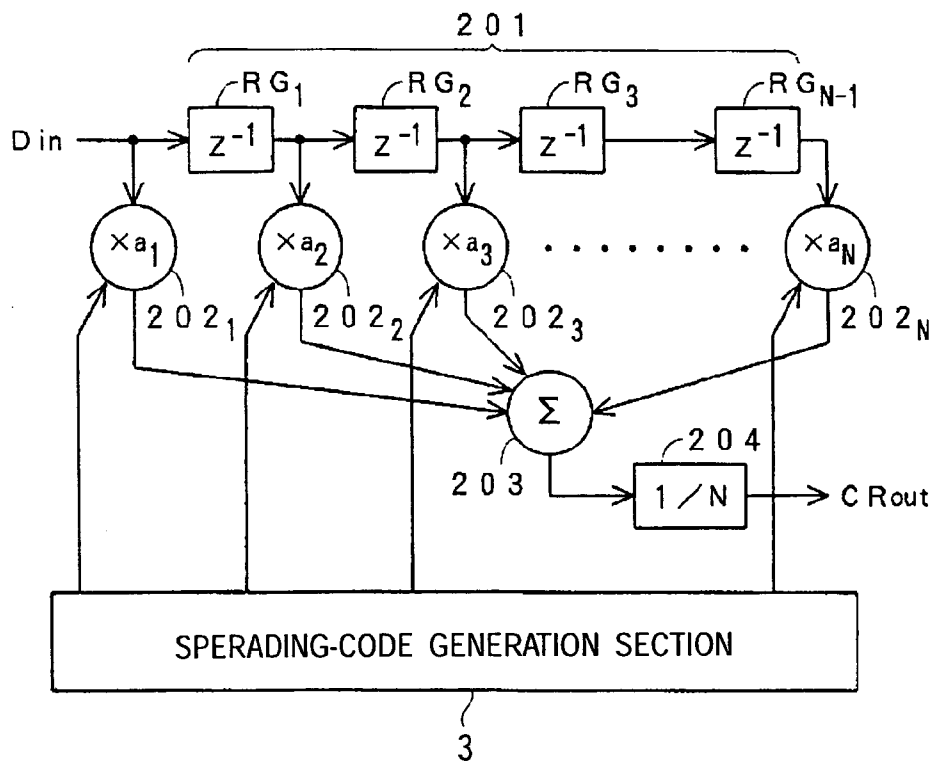 201
RG1 RG2 RG3 RGN-1
D in z⁻¹ z⁻¹ z⁻¹ z⁻¹
×a1 ×a2 ×a3 ........ ×aN
2021 2022 2023 202N
Σ
203 204
1/N CRout
SPERADING-CODE GENERATION SECTION
3